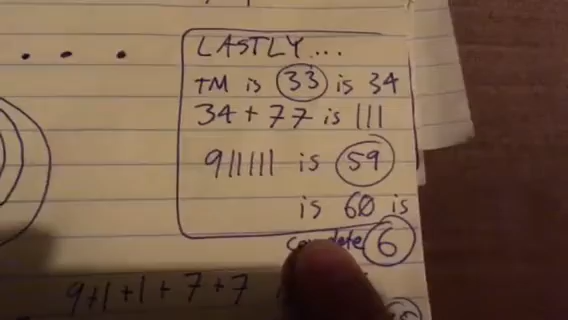 LASTLY...
TM is 33 is 34
34 + 77 is 111
911111 is 59
is 60 is
6
9+1+1+7+7